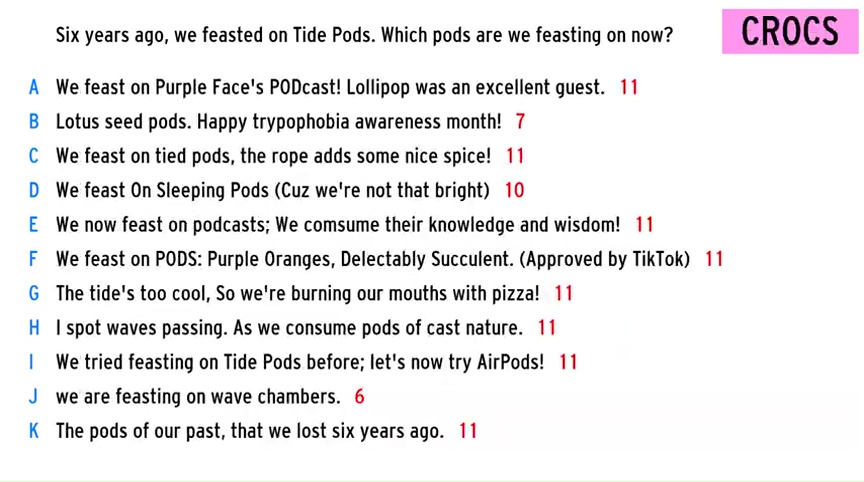 Six years ago, we feasted on Tide Pods. Which pods are we feasting on now?
CROCS
A We feast on Purple Face's PODcast! Lollipop was an excellent guest. 11
B Lotus seed pods. Happy trypophobia awareness month! 7
C We feast on tied pods, the rope adds some nice spice! 11
D We feast On Sleeping Pods (Cuz we're not that bright) 10
E We now feast on podcasts; We comsume their knowledge and wisdom! 11
F We feast on PODS: Purple Oranges, Delectably Succulent. (Approved by TikTok) 11
G The tide's too cool, So we're burning our mouths with pizza! 11
H I spot waves passing. As we consume pods of cast nature. 11
I We tried feasting on Tide Pods before; let's now try AirPods! 11
J we are feasting on wave chambers. 6
K The pods of our past, that we lost six years ago. 11